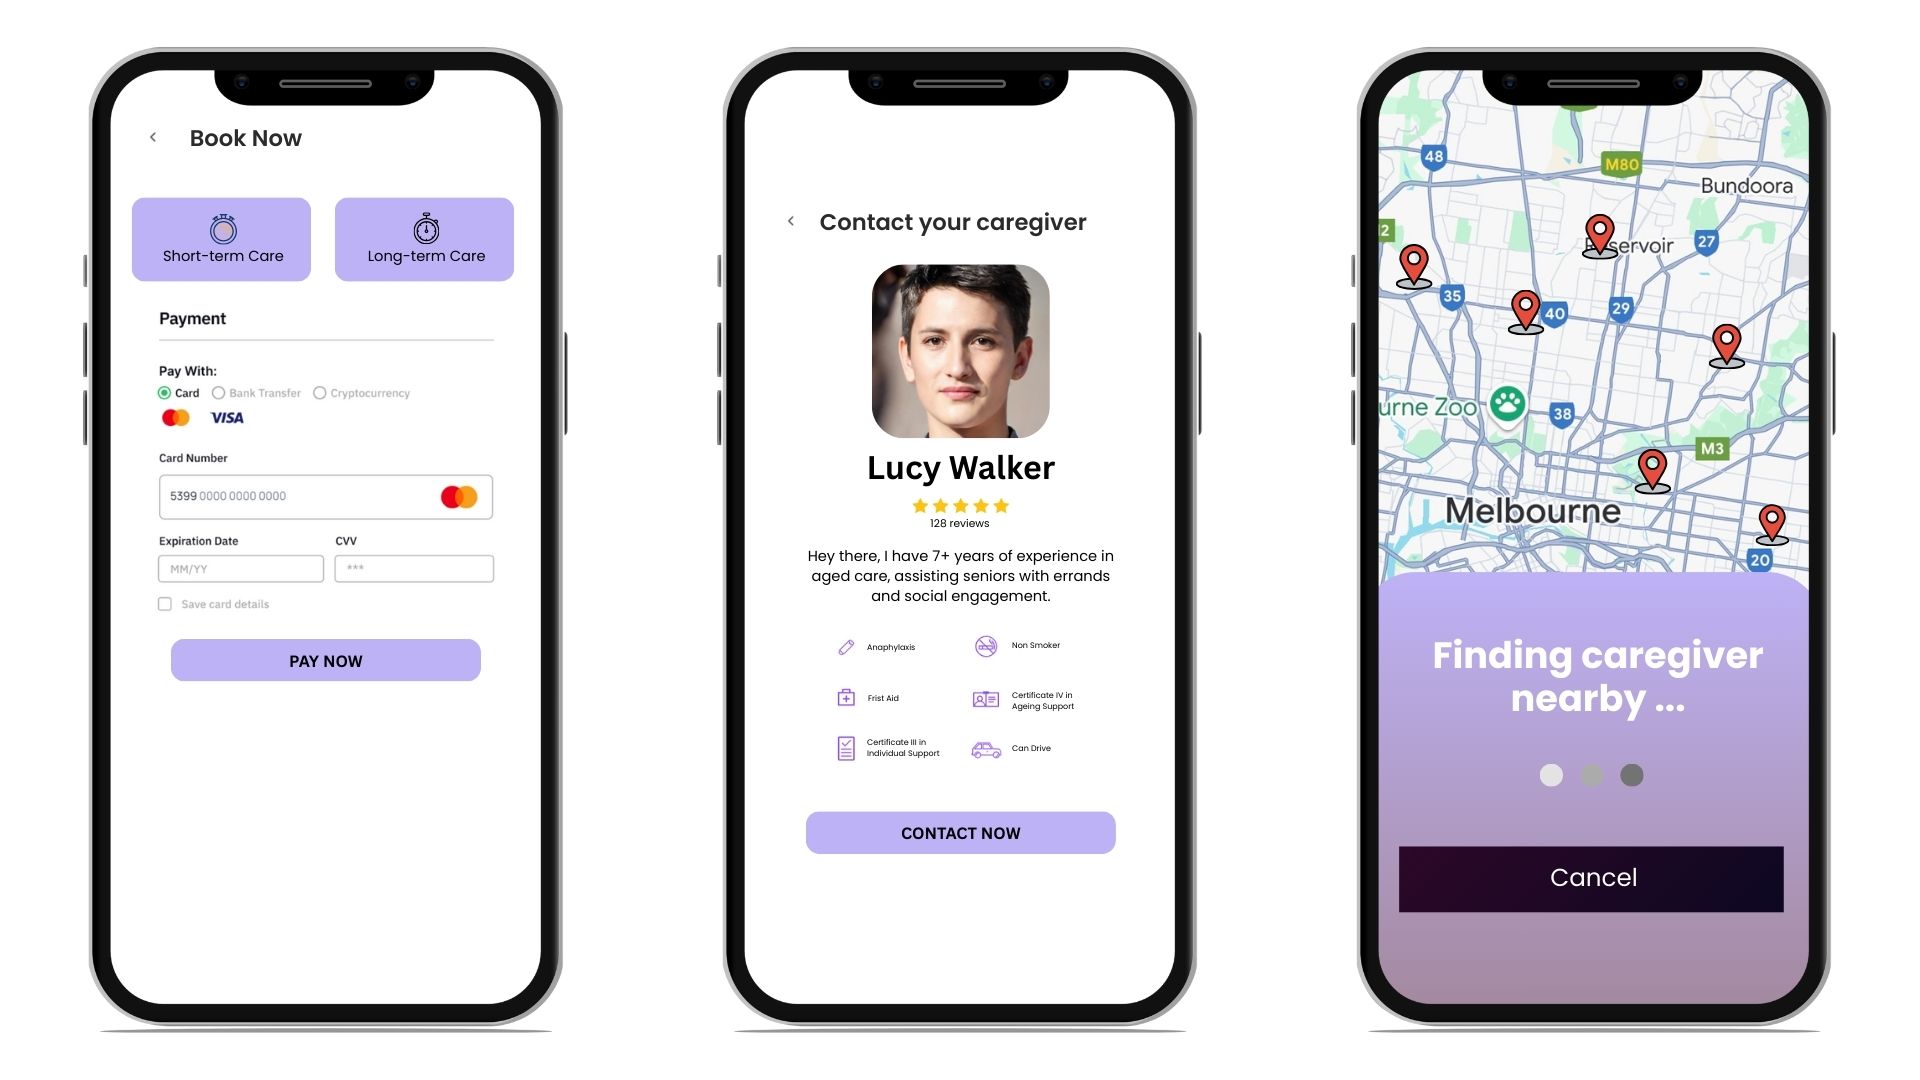 Book Now
Short-term Care
Long-term Care
Payment
Pay With:
Card
Bank Transfer
Cryptocurrency
VISA
Card Number
5399 0000 0000 0000
Expiration Date
CVV
MM/YY
***
Save card details
PAY NOW
Contact your caregiver
Lucy Walker
128 reviews
Hey there, I have 7+ years of experience in
aged care, assisting seniors with errands
and social engagement.
Anaphylaxis
Non Smoker
Frist Aid
Certificate IV in
Ageing Support
Certificate III in
Individual Support
Can Drive
CONTACT NOW
48
M80
Bundoora
2
servoir
27
35
40
29
urne Zoo
38
M3
Melbourne
20
Finding caregiver
nearby ...
Cancel